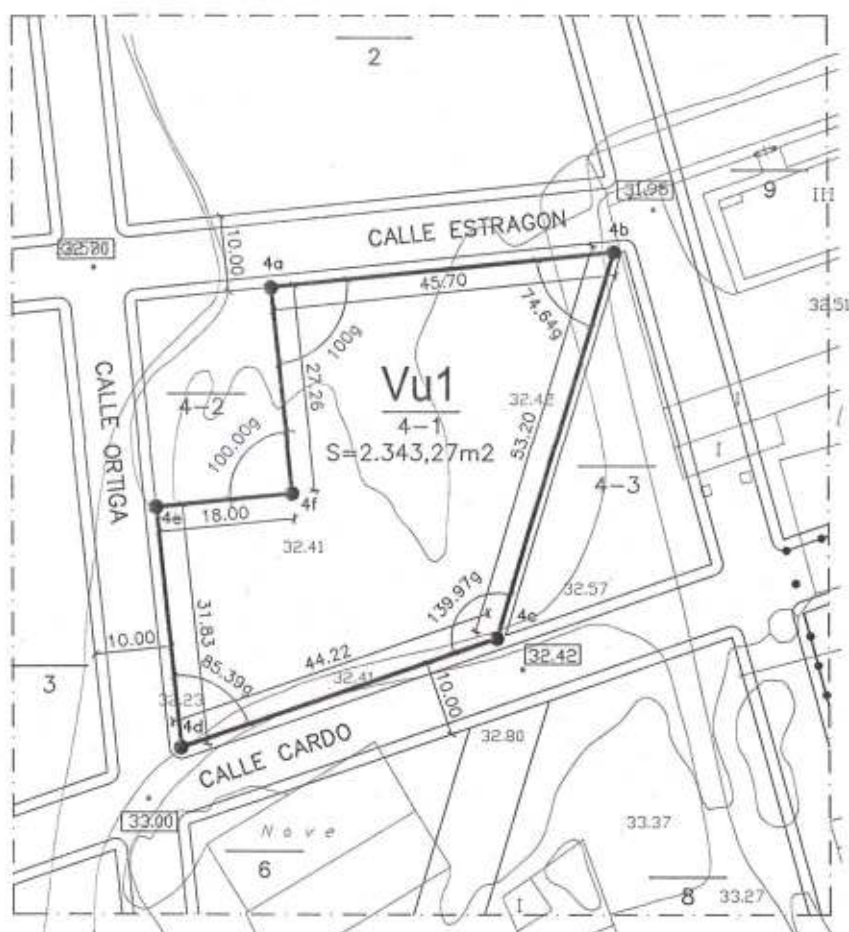 2
31.98
9
III
CALLE ESTRAGON
4b
32.80
10.00
4a
45.70
74.64g
100g
32.51
CALLE ORTIGA
27.26
Vu1
4-1
S=2.343,27m2
32.42
53.20
4-2
100.00g
I
I
4-3
4e
4f
18.00
32.41
32.57
139.97g
4c
31.83
10.00
44.22
32.42
3
85.39g
32.41
32.23
10.00
4d
32.80
CALLE CARDO
33.00
Nave
33.37
6
8
33.27
I